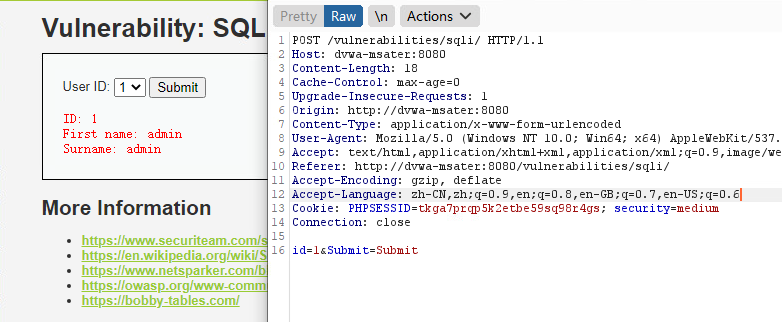 Vulnerability: SQL
User ID: 1 Submit
ID: 1
First name: admin
Surname: admin
More Information
https://www.securiteam.com/s
https://en.wikipedia.org/wiki/S
https://www.netsparker.com/b
https://owasp.org/www-comm
https://bobby-tables.com/
Pretty Raw \n Actions
1 POST /vulnerabilities/sqli/ HTTP/1.1
2 Host: dvwa-msater:8080
3 Content-Length: 18
4 Cache-Control: max-age=0
5 Upgrade-Insecure-Requests: 1
6 Origin: http://dvwa-msater:8080
7 Content-Type: application/x-www-form-urlencoded
8 User-Agent: Mozilla/5.0 (Windows NT 10.0; Win64; x64) AppleWebKit/537.
9 Accept: text/html,application/xhtml+xml,application/xml;q=0.9,image/we
10 Referer: http://dvwa-msater:8080/vulnerabilities/sqli/
11 Accept-Encoding: gzip, deflate
12 Accept-Language: zh-CN,zh;q=0.9,en;q=0.8,en-GB;q=0.7,en-US;q=0.6
13 Cookie: PHPSESSID=tkga7prqp5k2etbe59sq98r4gs; security=medium
14 Connection: close
15
16 id=1&Submit=Submit